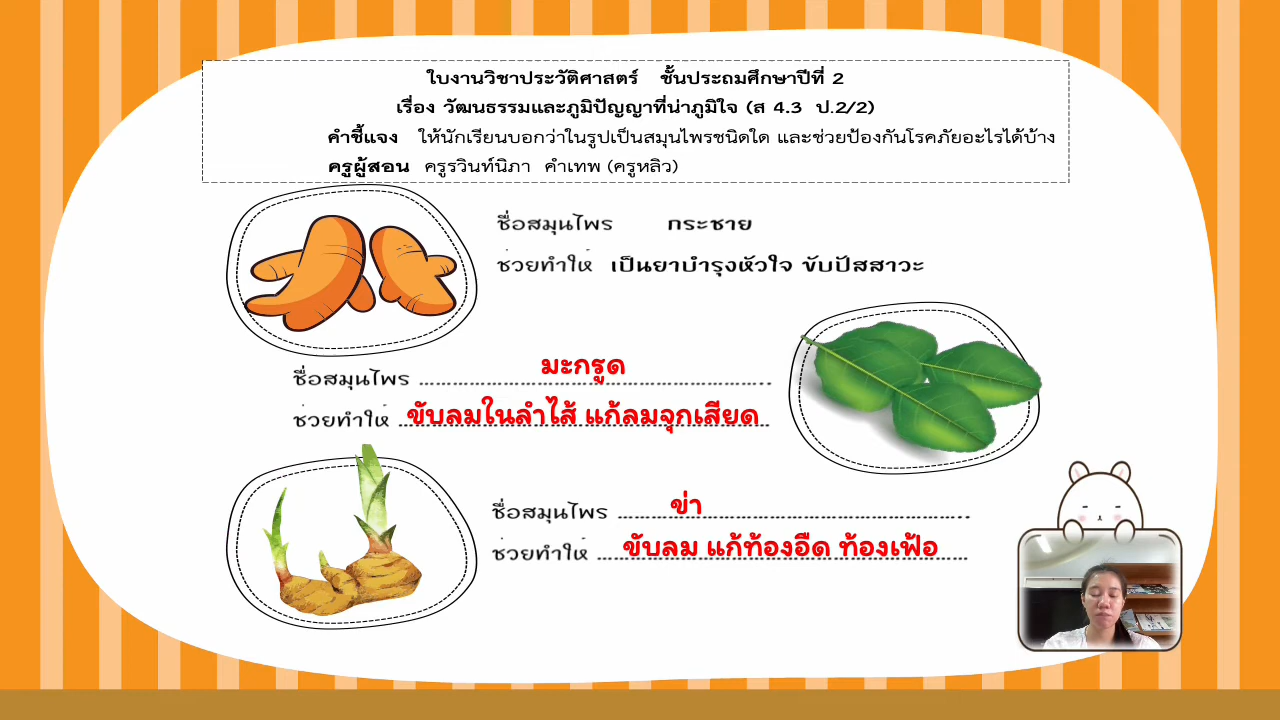 ใบงานวิชาประวัติศาสตร์ ชั้นประถมศึกษาปีที่ 2
เรื่อง วัฒนธรรมและภูมิปัญญาที่น่าภูมิใจ (ส 4.3 ป.2/2)
คำชี้แจง ให้นักเรียนบอกว่าในรูปเป็นสมุนไพรชนิดใด และช่วยป้องกันโรคภัยอะไรได้บ้าง
ครูผู้สอน ครูรวินท์นิภา คำเทพ (ครูหลิว)
ชื่อสมุนไพร กระชาย
ช่วยทำให้ เป็นยาบำรุงหัวใจ ขับปัสสาวะ
ชื่อสมุนไพร มะกรูด
ช่วยทำให้ ขับลมในลำไส้ แก้ลมจุกเสียด
ชื่อสมุนไพร ข่า
ช่วยทำให้ ขับลม แก้ท้องอืด ท้องเฟ้อ